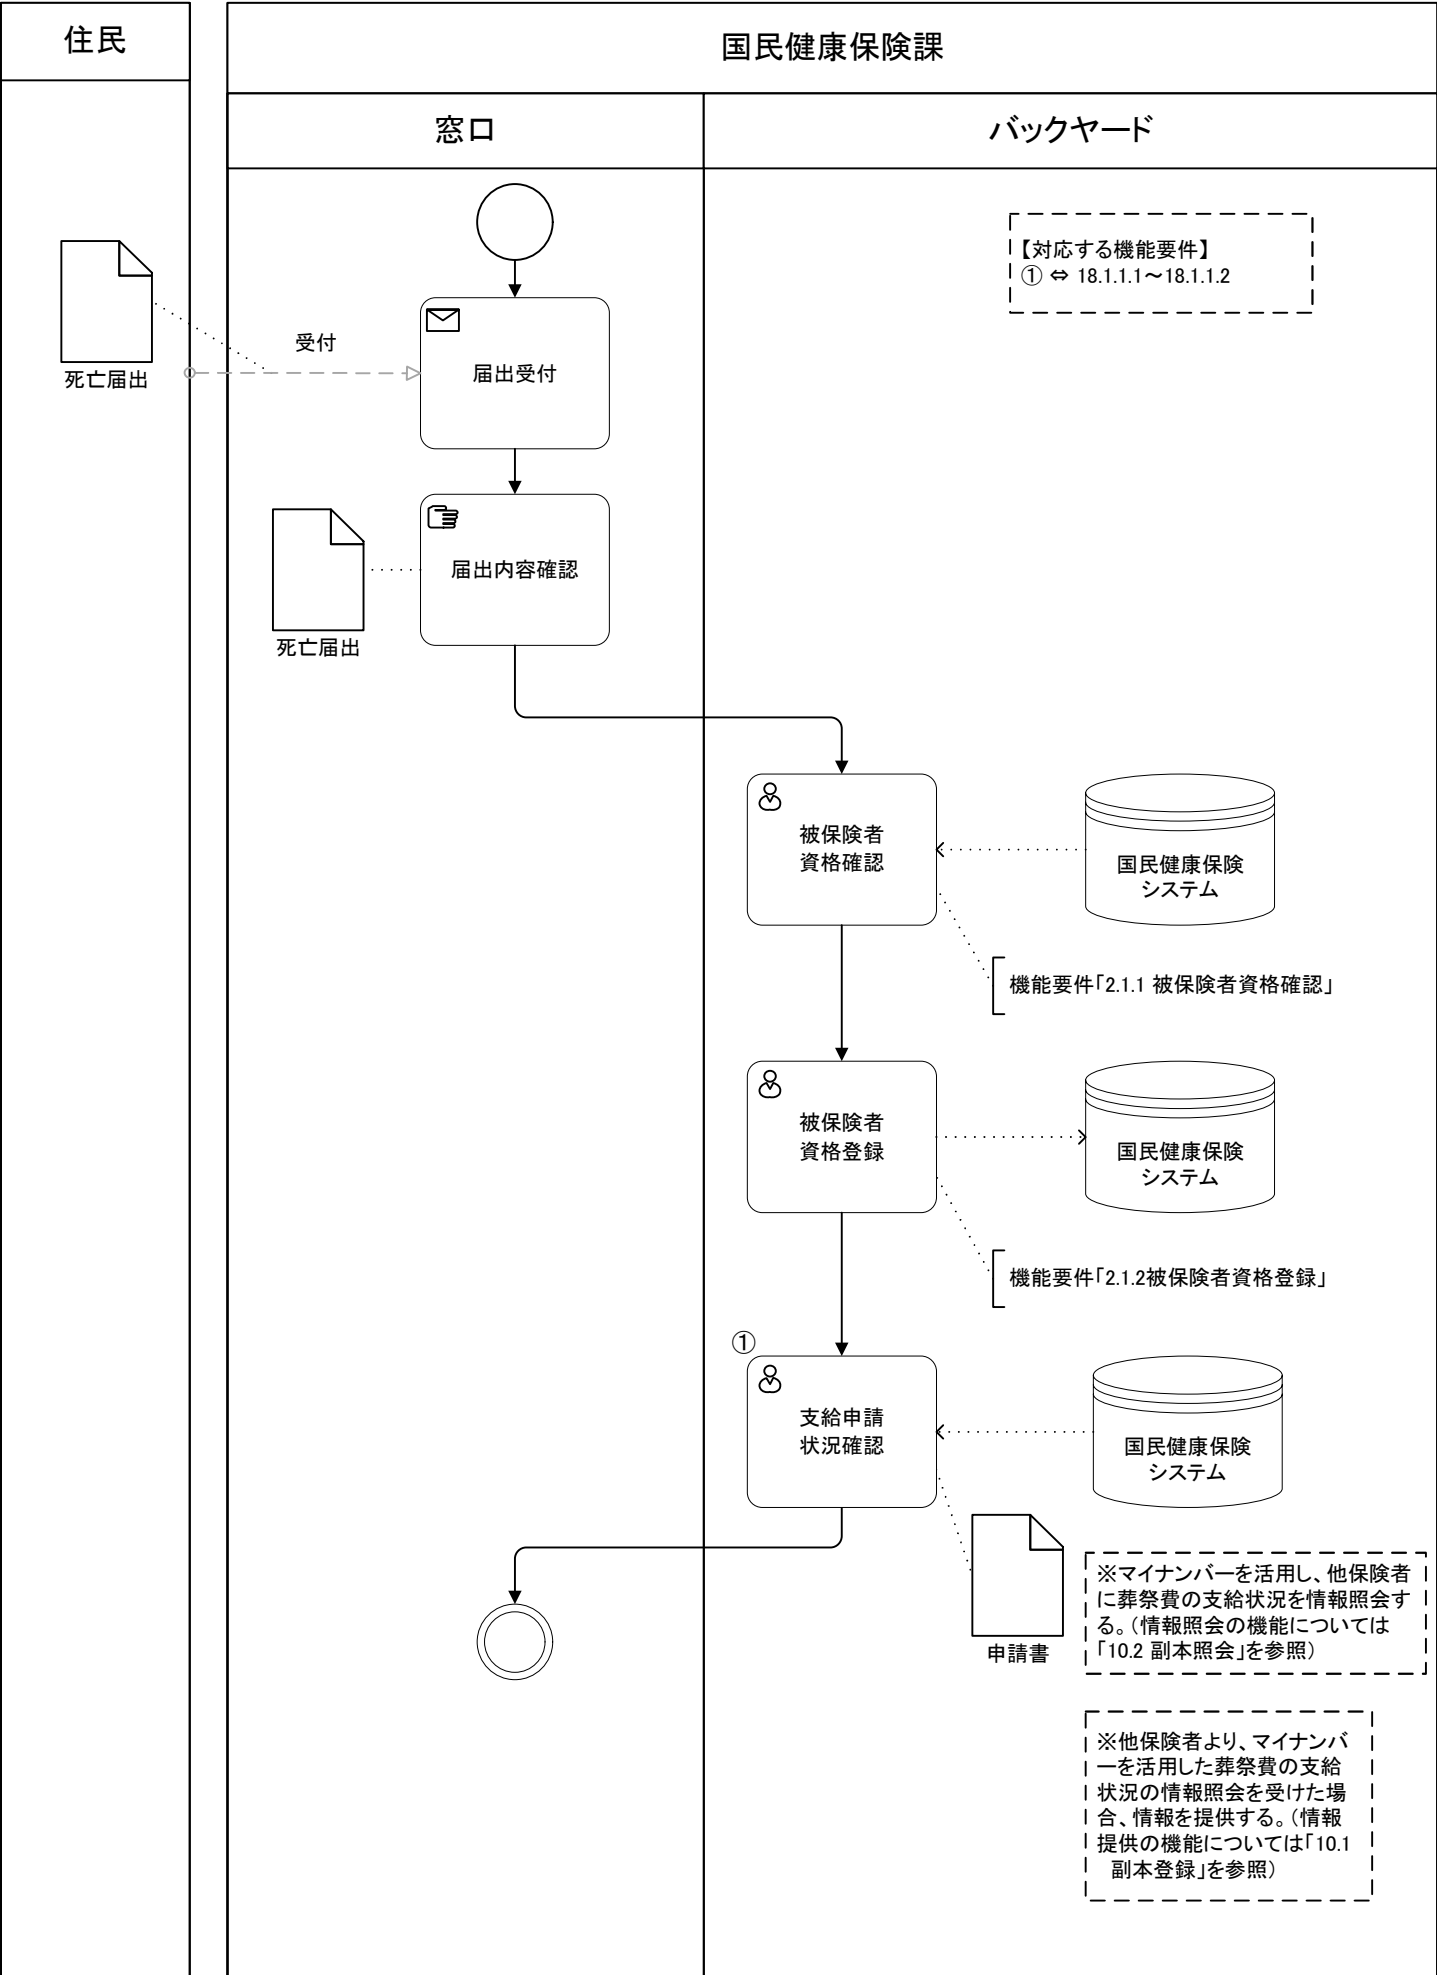 住民
国民健康保険課
窓口
バックヤード
【対応する機能要件】
① ⇔ 18.1.1.1～18.1.1.2
死亡届出
受付
届出受付
届出内容確認
死亡届出
被保険者
資格確認
国民健康保険
システム
機能要件｢2.1.1 被保険者資格確認｣
被保険者
資格登録
国民健康保険
システム
機能要件｢2.1.2被保険者資格登録｣
①
支給申請
状況確認
国民健康保険
システム
申請書
※マイナンバーを活用し、他保険者
に葬祭費の支給状況を情報照会す
る。（情報照会の機能については
｢10.2 副本照会｣を参照）
※他保険者より、マイナンバ
ーを活用した葬祭費の支給
状況の情報照会を受けた場
合、情報を提供する。（情報
提供の機能については｢10.1
副本登録｣を参照）